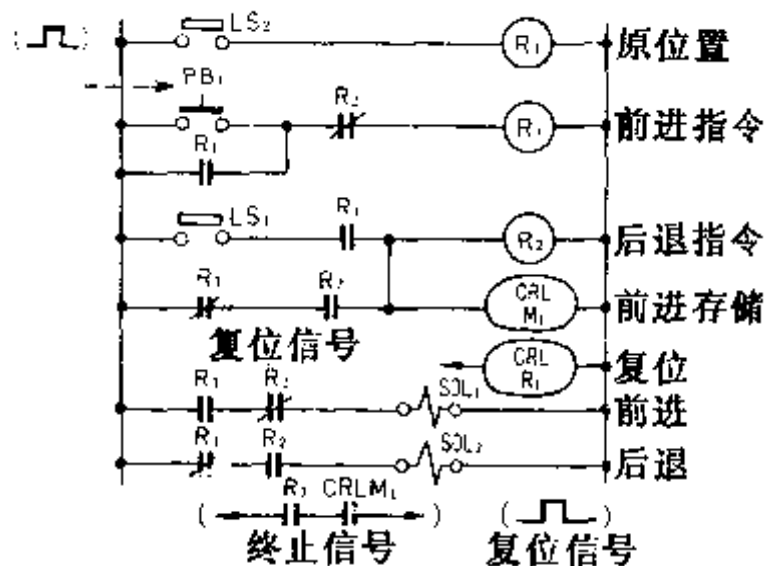 LS₂ R₁ 原位置
PB₁
R₂ R₁ 前进指令
R₁
LS₁ R₁ R₂ 后退指令
R₁ R₂ CRL M₁ 前进存储
复位信号
CRL R₁ 复位
R₁ R₂ SOL₁ 前进
R₁ R₂ SOL₂ 后退
( R₁ CRLM₁ ) ( )
终止信号 复位信号